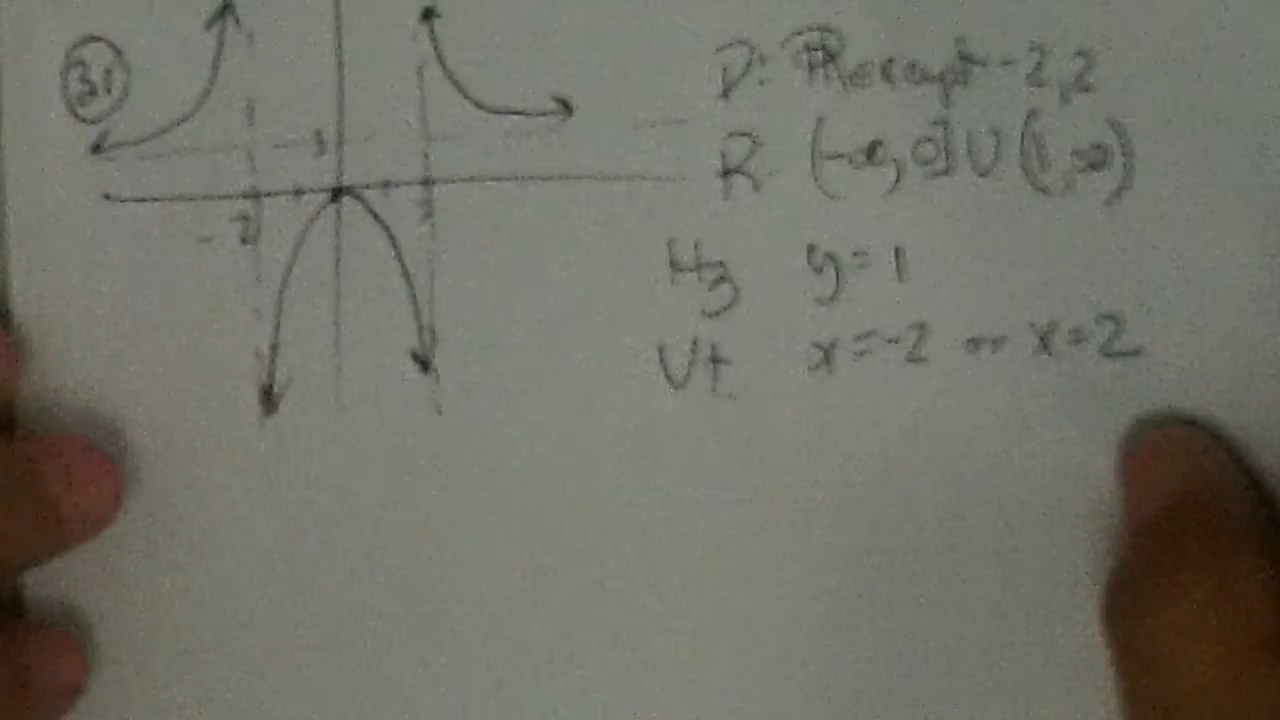 31
D: ℝ except -2,2
R (-∞, 0] ∪ (1, ∞)
1
-2
Hz y=1
Vt x=-2 or x=2